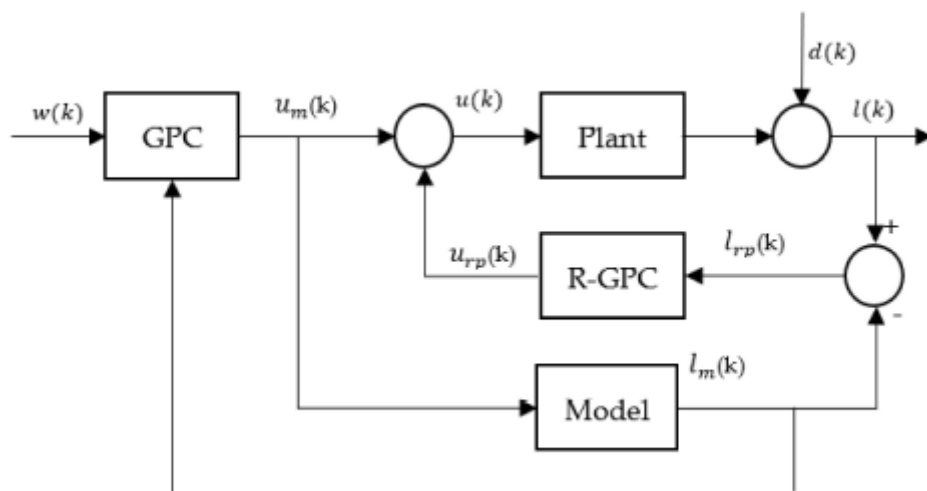 d(k)
w(k)
GPC
u_m(k)
u(k)
Plant
l(k)
+
u_rp(k)
R-GPC
l_rp(k)
-
Model
l_m(k)